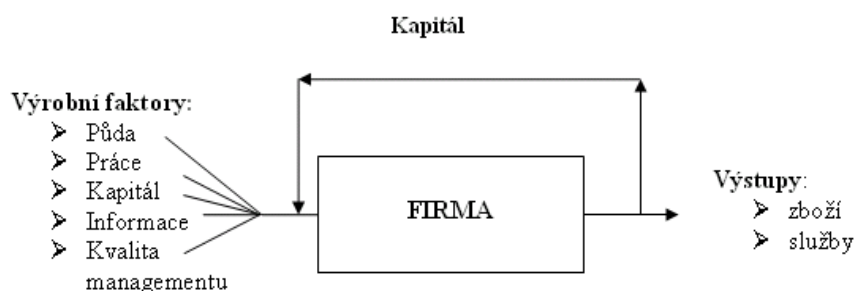 Kapitál
Výrobní faktory:
➤ Půda
➤ Práce
➤ Kapitál
➤ Informace
➤ Kvalita
managementu
FIRMA
Výstupy:
➤ zboží
➤ služby